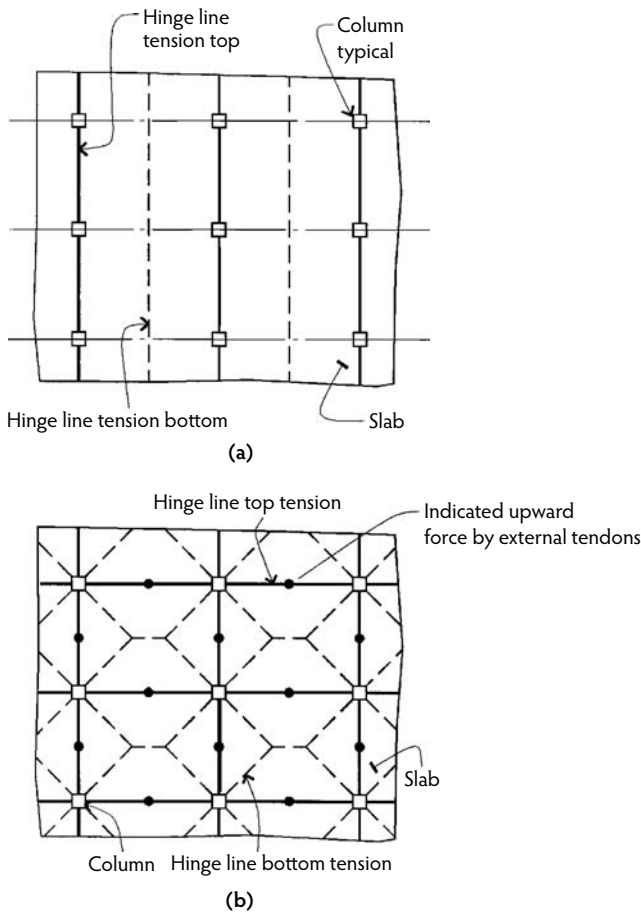 Hinge line
tension top
Column
typical
Hinge line tension bottom
Slab
(a)
Hinge line top tension
Indicated upward
force by external tendons
Slab
Column
Hinge line bottom tension
(b)